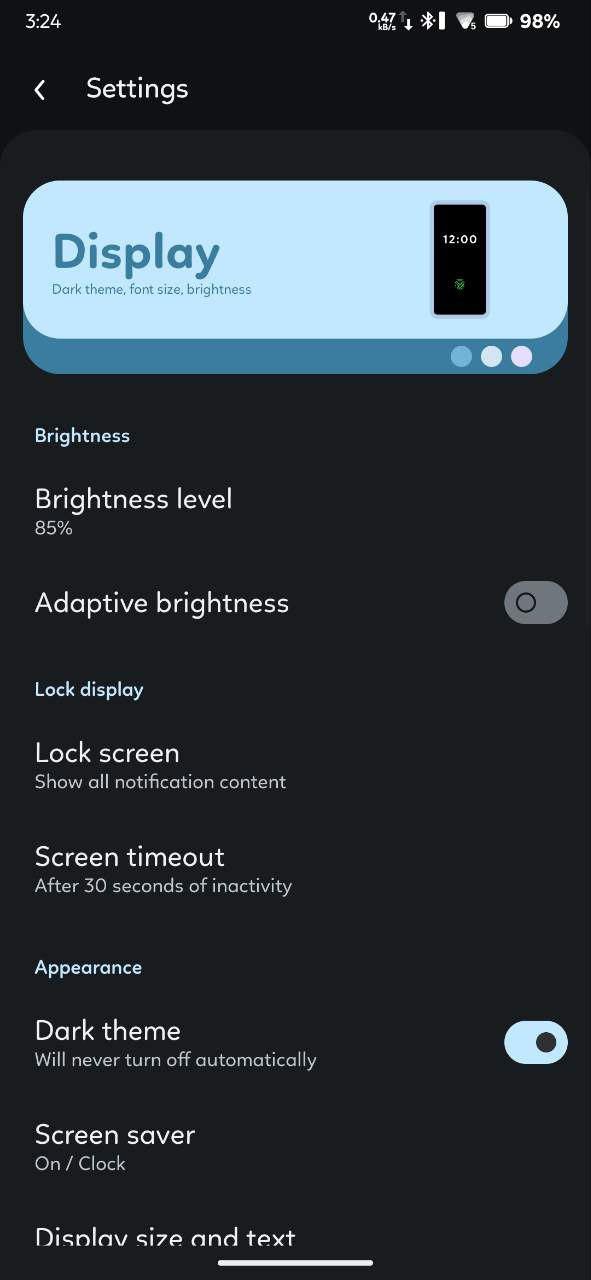 3:24
0.47
kB/s
5
98%
Settings
Display
Dark theme, font size, brightness
12:00
Brightness
Brightness level
85%
Adaptive brightness
Lock display
Lock screen
Show all notification content
Screen timeout
After 30 seconds of inactivity
Appearance
Dark theme
Will never turn off automatically
Screen saver
On / Clock
Display size and text